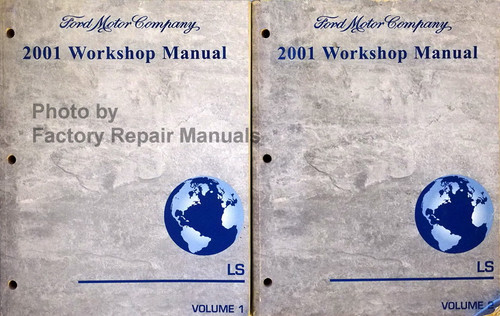 Ford Motor Company
2001 Workshop Manual
Photo by
Factory Repair Manuals
LS
VOLUME 1
Ford Motor Company
2001 Workshop Manual
LS
VOLUME 2